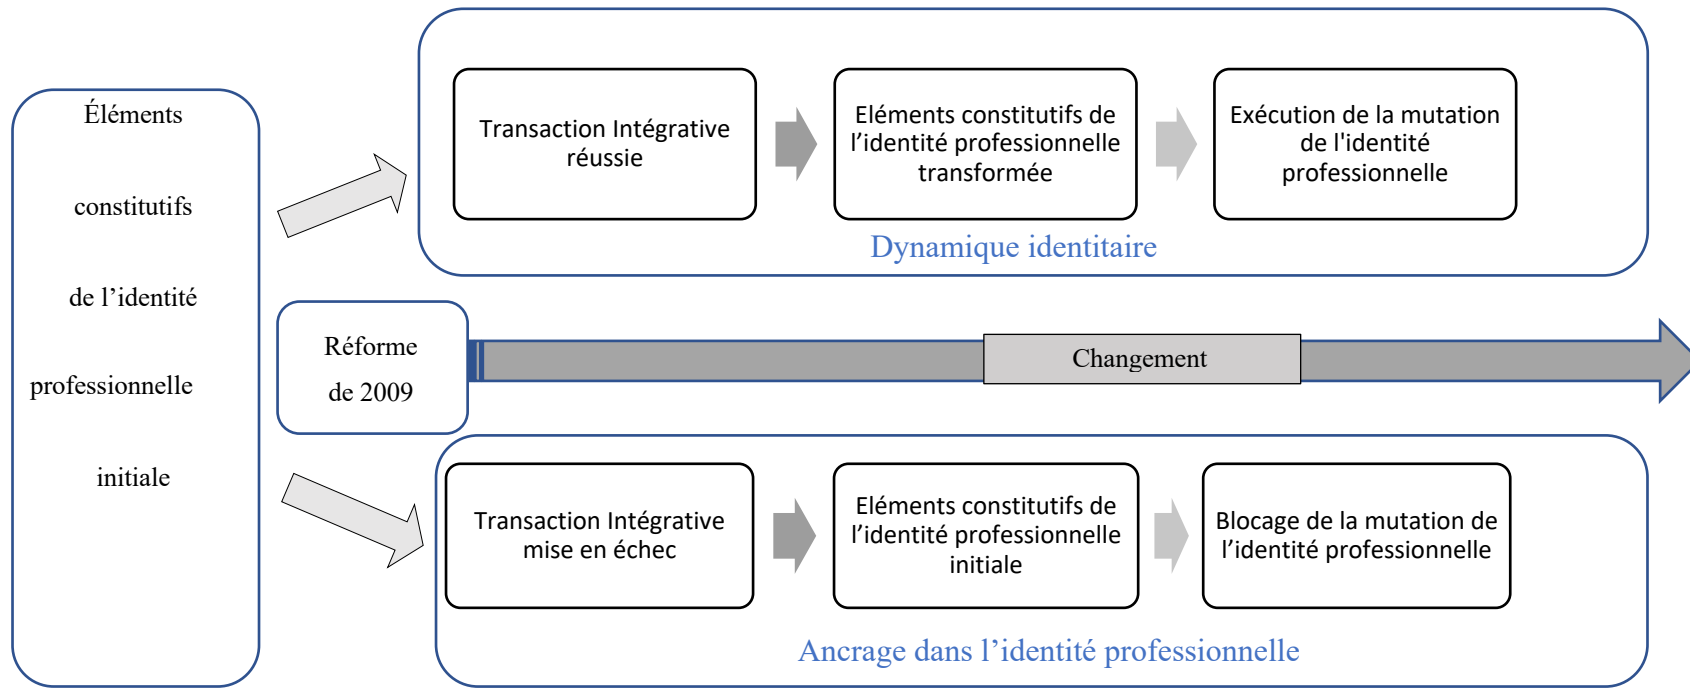 Éléments
constitutifs
de l’identité
professionnelle
initiale
Transaction Intégrative
réussie
Eléments constitutifs de
l’identité professionnelle
transformée
Exécution de la mutation
de l'identité
professionnelle
Dynamique identitaire
Réforme
de 2009
Changement
Transaction Intégrative
mise en échec
Eléments constitutifs de
l’identité professionnelle
initiale
Blocage de la mutation de
l’identité professionnelle
Ancrage dans l’identité professionnelle